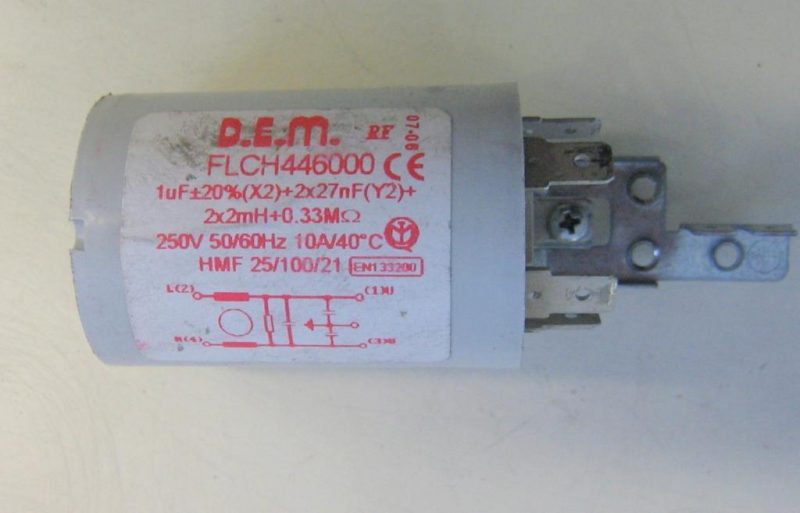 D.E.M. RF 07-06
FLCH446000 CE
1uF±20%(X2)+2x27nF(Y2)+
2x2mH+0.33MΩ
250V 50/60Hz 10A/40°C
HMF 25/100/21 EN133200
L(2) (1)U
N(4) (3)U